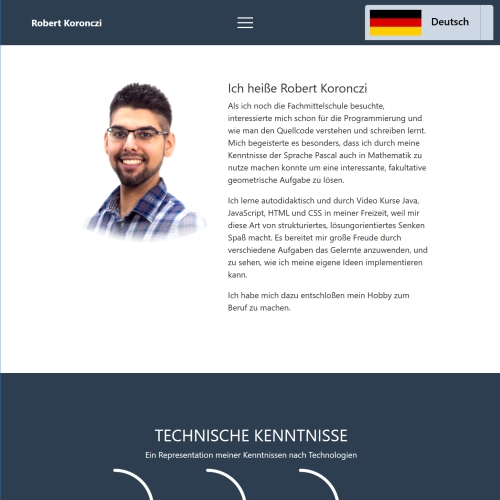 Robert Koronczi
Deutsch
Ich heiße Robert Koronczi
Als ich noch die Fachmittelschule besuchte,
interessierte mich schon für die Programmierung und
wie man den Quellcode verstehen und schreiben lernt.
Mich begeisterte es besonders, dass ich durch meine
Kenntnisse der Sprache Pascal auch in Mathematik zu
nutze machen konnte um eine interessante, fakultative
geometrische Aufgabe zu lösen.
Ich lerne autodidaktisch und durch Video Kurse Java,
JavaScript, HTML und CSS in meiner Freizeit, weil mir
diese Art von strukturiertes, lösungorientiertes Senken
Spaß macht. Es bereitet mir große Freude durch
verschiedene Aufgaben das Gelernte anzuwenden, und
zu sehen, wie ich meine eigene Ideen implementieren
kann.
Ich habe mich dazu entschloßen mein Hobby zum
Beruf zu machen.
TECHNISCHE KENNTNISSE
Ein Representation meiner Kenntnissen nach Technologien